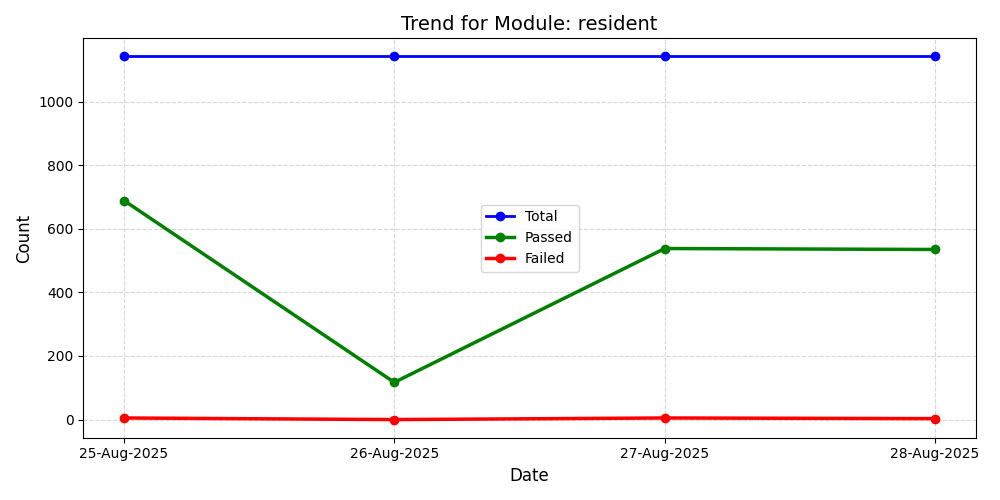 Trend for Module: resident
Count
1000
800
600
400
200
0
Total
Passed
Failed
25-Aug-2025
26-Aug-2025
27-Aug-2025
28-Aug-2025
Date